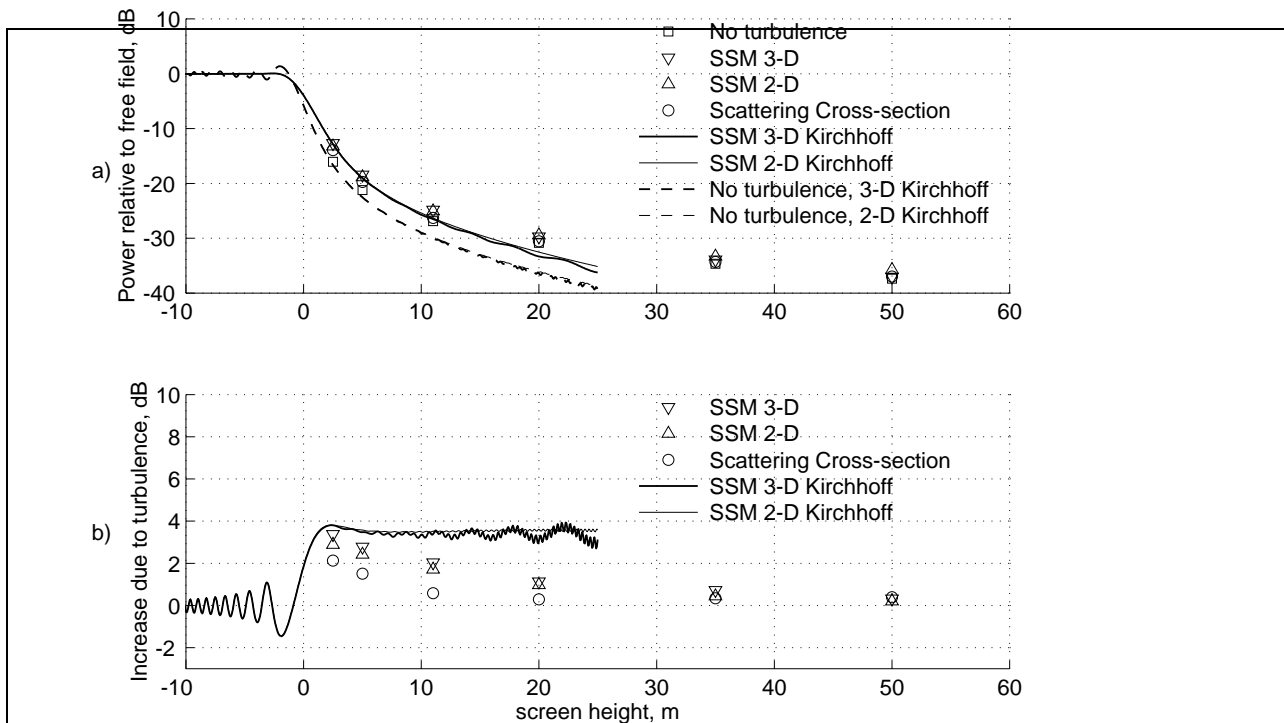 10
0
-10
-20
-30
-40
Power relative to free field, dB
a)
No turbulence
SSM 3-D
SSM 2-D
Scattering Cross-section
SSM 3-D Kirchhoff
SSM 2-D Kirchhoff
No turbulence, 3-D Kirchhoff
No turbulence, 2-D Kirchhoff
-10 0 10 20 30 40 50 60
10
8
6
4
2
0
-2
Increase due to turbulence, dB
b)
SSM 3-D
SSM 2-D
Scattering Cross-section
SSM 3-D Kirchhoff
SSM 2-D Kirchhoff
-10 0 10 20 30 40 50 60
screen height, m